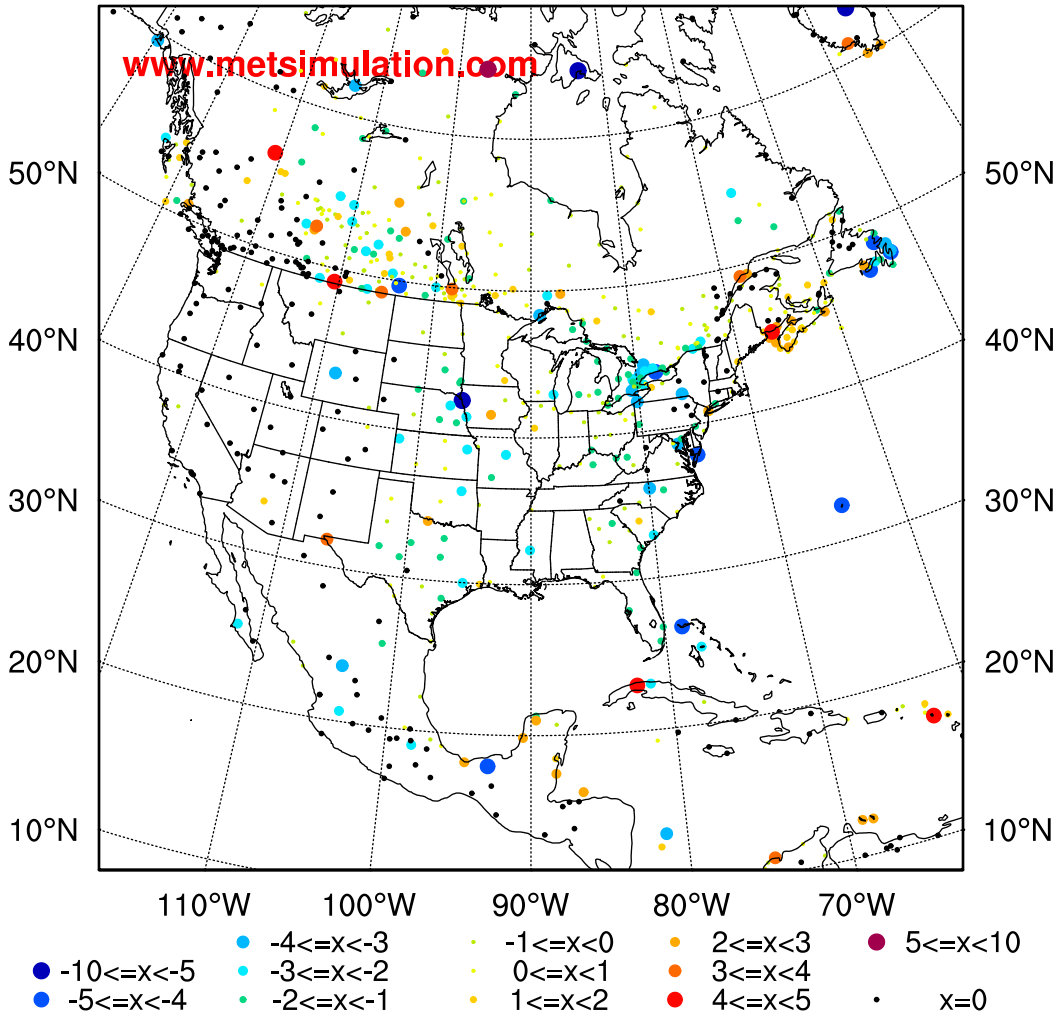 www.metsimulation.com
50°N 50°N
40°N 40°N
30°N 30°N
20°N 20°N
10°N 10°N
110°W 100°W 90°W 80°W 70°W
-4<=x<-3 -1<=x<0 2<=x<3 5<=x<10
-10<=x<-5 -3<=x<-2 0<=x<1 3<=x<4
-5<=x<-4 -2<=x<-1 1<=x<2 4<=x<5 x=0